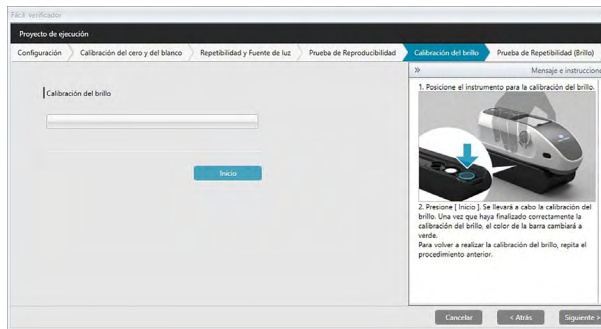 Fácil verificador
Proyecto de ejecución
Configuración
Calibración del cero y del blanco
Repetibilidad y Fuente de luz
Prueba de Reproducibilidad
Calibración del brillo
Prueba de Repetibilidad (Brillo)
Calibración del brillo
Inicio
» Mensaje e instruccione
1. Posicione el instrumento para la calibración del brillo.
2. Presione [ Inicio ]. Se llevará a cabo la calibración del
brillo. Una vez que haya finalizado correctamente la
calibración del brillo, el color de la barra cambiará a
verde.
Para volver a realizar la calibración del brillo, repita el
procedimiento anterior.
Cancelar
< Atrás
Siguiente >